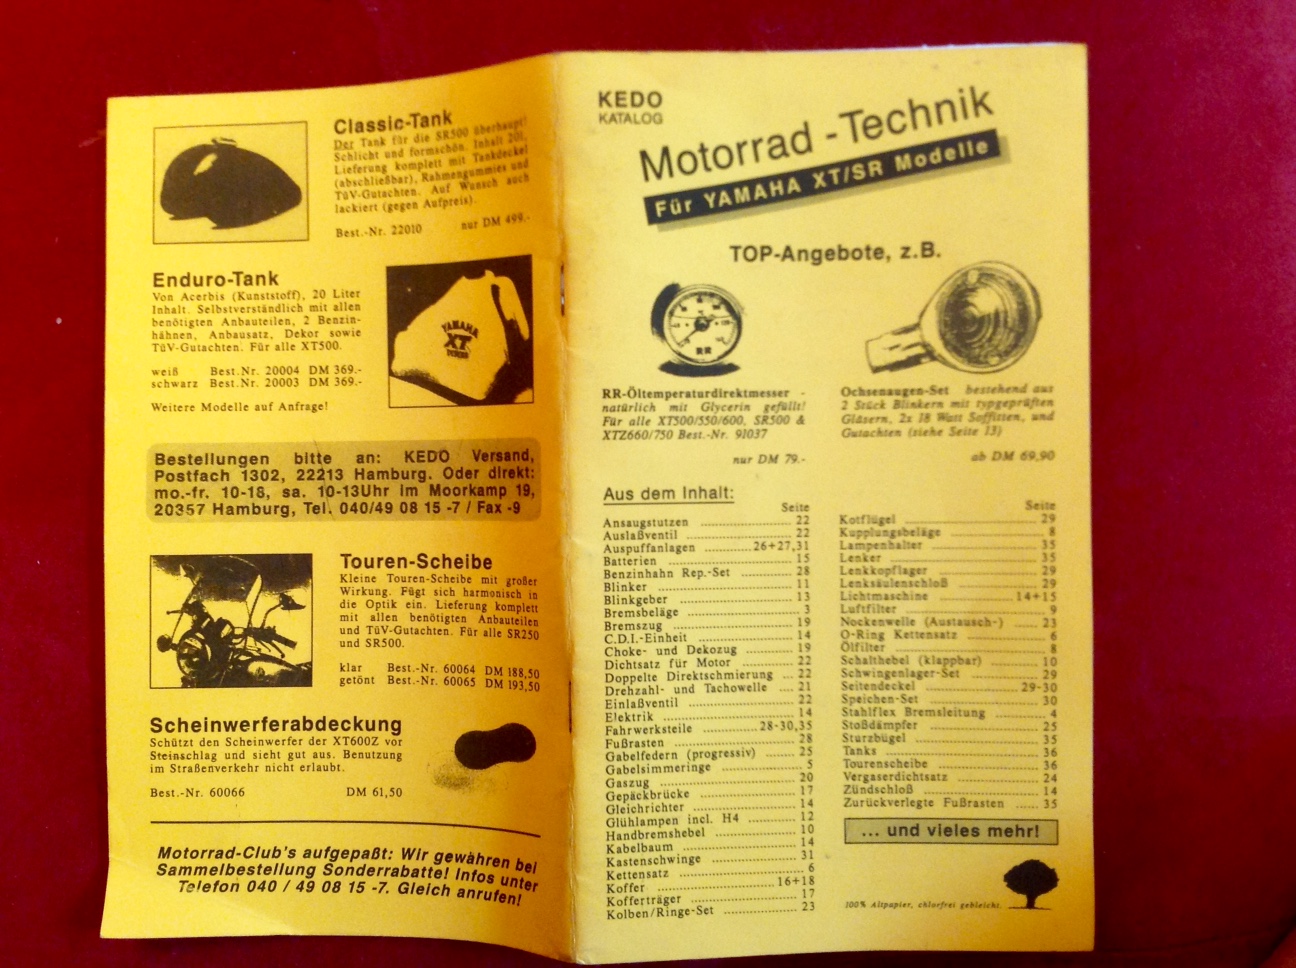 Classic-Tank
Der Tank für die SR500 überhaupt!
Schlicht und formschön. Inhalt 20l,
Lieferung komplett mit Tankdeckel
(abschließbar), Rahmengummies und
TüV-Gutachten. Auf Wunsch auch
lackiert (gegen Aufpreis).
Best.-Nr. 22010 nur DM 499.-
Enduro-Tank
Von Acerbis (Kunststoff), 20 Liter
Inhalt. Selbstverständlich mit allen
benötigten Anbauteilen, 2 Benzin-
hähnen, Anbausatz, Dekor sowie
TüV-Gutachten. Für alle XT500.
weiß Best.Nr. 20004 DM 369.-
schwarz Best.Nr. 20003 DM 369.-
Weitere Modelle auf Anfrage!
YAMAHA
XT
Bestellungen bitte an: KEDO Versand,
Postfach 1302, 22213 Hamburg. Oder direkt:
mo.-fr. 10-18, sa. 10-13Uhr im Moorkamp 19,
20357 Hamburg, Tel. 040/49 08 15 -7 / Fax -9
Touren-Scheibe
Kleine Touren-Scheibe mit großer
Wirkung. Fügt sich harmonisch in
die Optik ein. Lieferung komplett
mit allen benötigten Anbauteilen
und TüV-Gutachten. Für alle SR250
und SR500.
klar Best.-Nr. 60064 DM 188,50
getönt Best.-Nr. 60065 DM 193,50
Scheinwerferabdeckung
Schützt den Scheinwerfer der XT600Z vor
Steinschlag und sieht gut aus. Benutzung
im Straßenverkehr nicht erlaubt.
Best.-Nr. 60066 DM 61,50
Motorrad-Club's aufgepaßt: Wir gewähren bei
Sammelbestellung Sonderrabatte! Infos unter
Telefon 040 / 49 08 15 -7. Gleich anrufen!
KEDO
KATALOG
Motorrad - Technik
Für YAMAHA XT/SR Modelle
TOP-Angebote, z.B.
RR
RR-Öltemperaturdirektmesser -
natürlich mit Glycerin gefüllt!
Für alle XT500/550/600, SR500 &
XTZ660/750 Best.-Nr. 91037
nur DM 79.-
Ochsenaugen-Set bestehend aus
2 Stück Blinkern mit typgeprüften
Gläsern, 2x 18 Watt Soffitten, und
Gutachten (siehe Seite 13)
ab DM 69,90
Aus dem Inhalt:
Seite
Ansaugstutzen 22
Auslaßventil 22
Auspuffanlagen 26+27,31
Batterien 15
Benzinhahn Rep.-Set 28
Blinker 11
Blinkgeber 13
Bremsbeläge 3
Bremszug 19
C.D.I.-Einheit 14
Choke- und Dekozug 19
Dichtsatz für Motor 22
Doppelte Direktschmierung 22
Drehzahl- und Tachowelle 21
Einlaßventil 22
Elektrik 14
Fahrwerksteile 28-30,35
Fußrasten 28
Gabelfedern (progressiv) 25
Gabelsimmeringe 5
Gaszug 20
Gepäckbrücke 17
Gleichrichter 14
Glühlampen incl. H4 12
Handbremshebel 10
Kabelbaum 14
Kastenschwinge 31
Kettensatz 6
Koffer 16+18
Kofferträger 17
Kolben/Ringe-Set 23
Seite
Kotflügel 29
Kupplungsbeläge 8
Lampenhalter 35
Lenker 35
Lenkkopflager 29
Lenksäulenschloß 29
Lichtmaschine 14+15
Luftfilter 9
Nockenwelle (Austausch-) 23
O-Ring Kettensatz 6
Ölfilter 8
Schalthebel (klappbar) 10
Schwingenlager-Set 29
Seitendeckel 29-30
Speichen-Set 30
Stahlflex Bremsleitung 4
Stoßdämpfer 25
Sturzbügel 35
Tanks 36
Tourenscheibe 36
Vergaserdichtsatz 24
Zündschloß 14
Zurückverlegte Fußrasten 35
... und vieles mehr!
100% Altpapier, chlorfrei gebleicht.